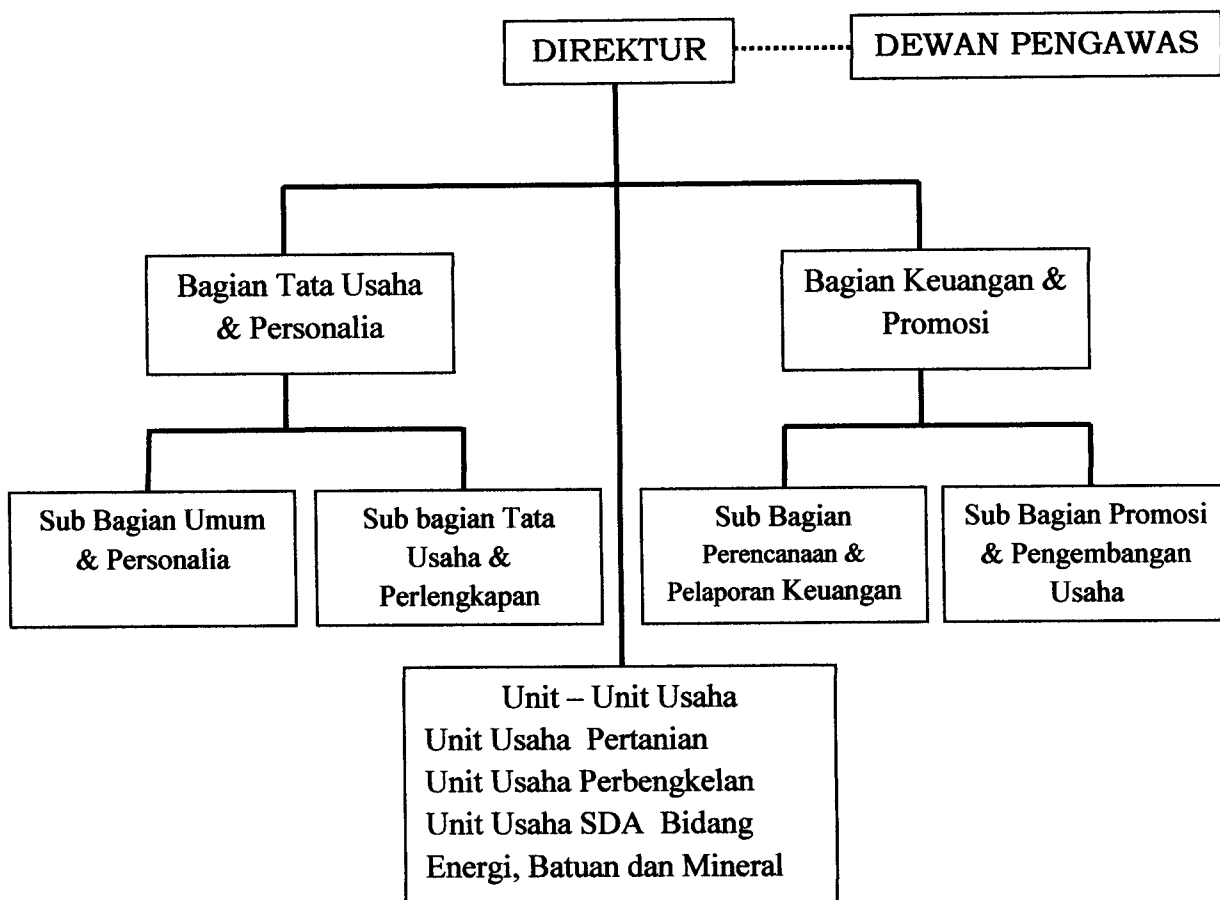 DIREKTUR
DEWAN PENGAWAS
Bagian Tata Usaha
& Personalia
Bagian Keuangan &
Promosi
Sub Bagian Umum
& Personalia
Sub bagian Tata
Usaha &
Perlengkapan
Sub Bagian
Perencanaan &
Pelaporan Keuangan
Sub Bagian Promosi
& Pengembangan
Usaha
Unit – Unit Usaha
Unit Usaha Pertanian
Unit Usaha Perbengkelan
Unit Usaha SDA Bidang
Energi, Batuan dan Mineral